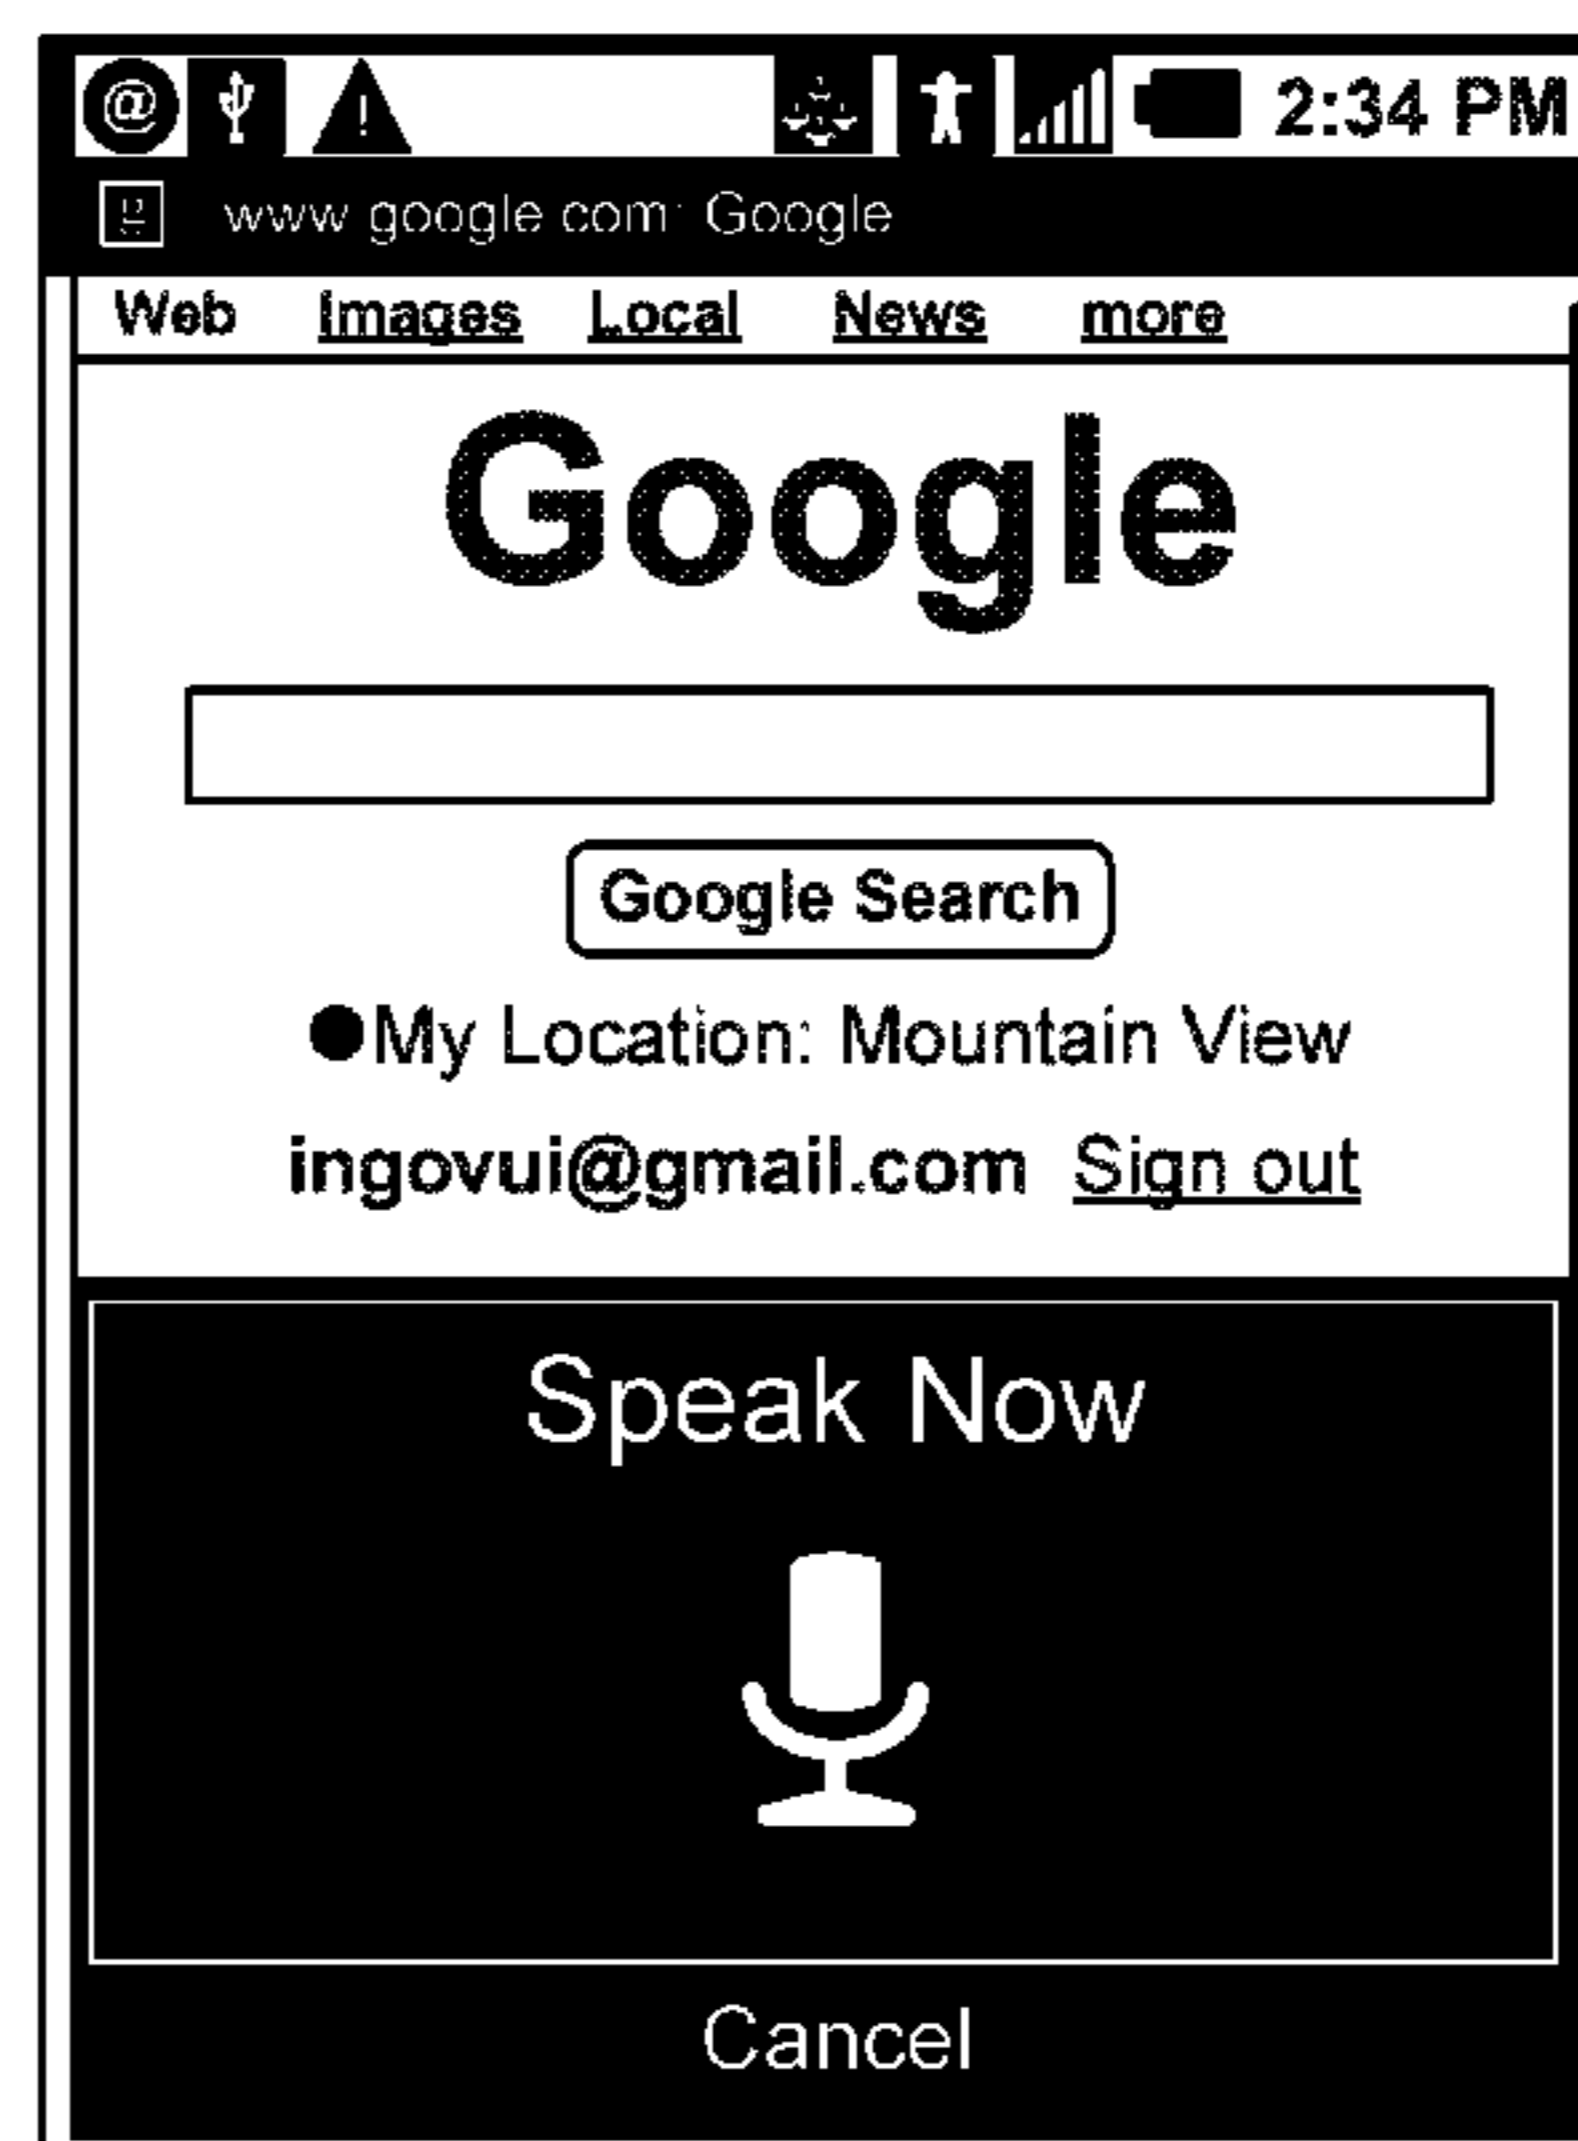 @ ! 2:34 PM
www google com: Google
Web Images Local News more
Google
Google Search
My Location: Mountain View
ingovui@gmail.com Sign out
Speak Now
Cancel